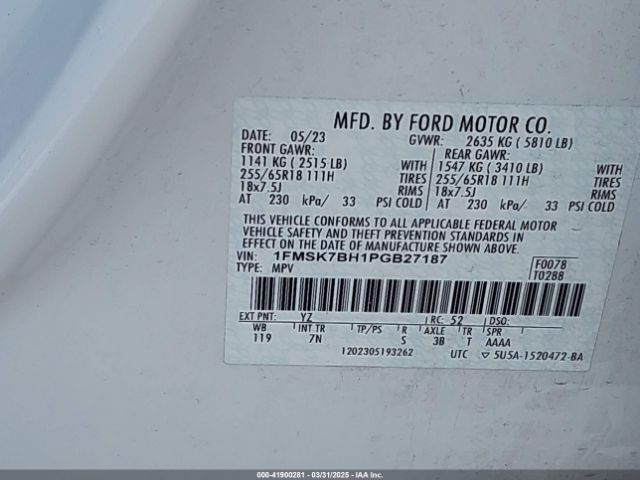 MFD. BY FORD MOTOR CO.
DATE: 05/23 GVWR: 2635 KG ( 5810 LB)
FRONT GAWR: REAR GAWR:
1141 KG ( 2515 LB) WITH 1547 KG ( 3410 LB) WITH
255/65R18 111H TIRES 255/65R18 111H TIRES
18x7.5J RIMS 18x7.5J RIMS
AT 230 kPa/ 33 PSI COLD AT 230 kPa/ 33 PSI COLD
THIS VEHICLE CONFORMS TO ALL APPLICABLE FEDERAL MOTOR
VEHICLE SAFETY AND THEFT PREVENTION STANDARDS IN
EFFECT ON THE DATE OF MANUFACTURE SHOWN ABOVE.
VIN: 1FMSK7BH1PGB27187 F0078
TYPE: MPV T0288
EXT PNT: YZ RC: 52 DSO:
WB INT TR TP/PS R AXLE TR SPR
119 7N S 3B T AAAA
1202305193262 UTC ▽ 5U5A-1520472-BA
000-41900281 - 03/31/2025 - IAAI.com